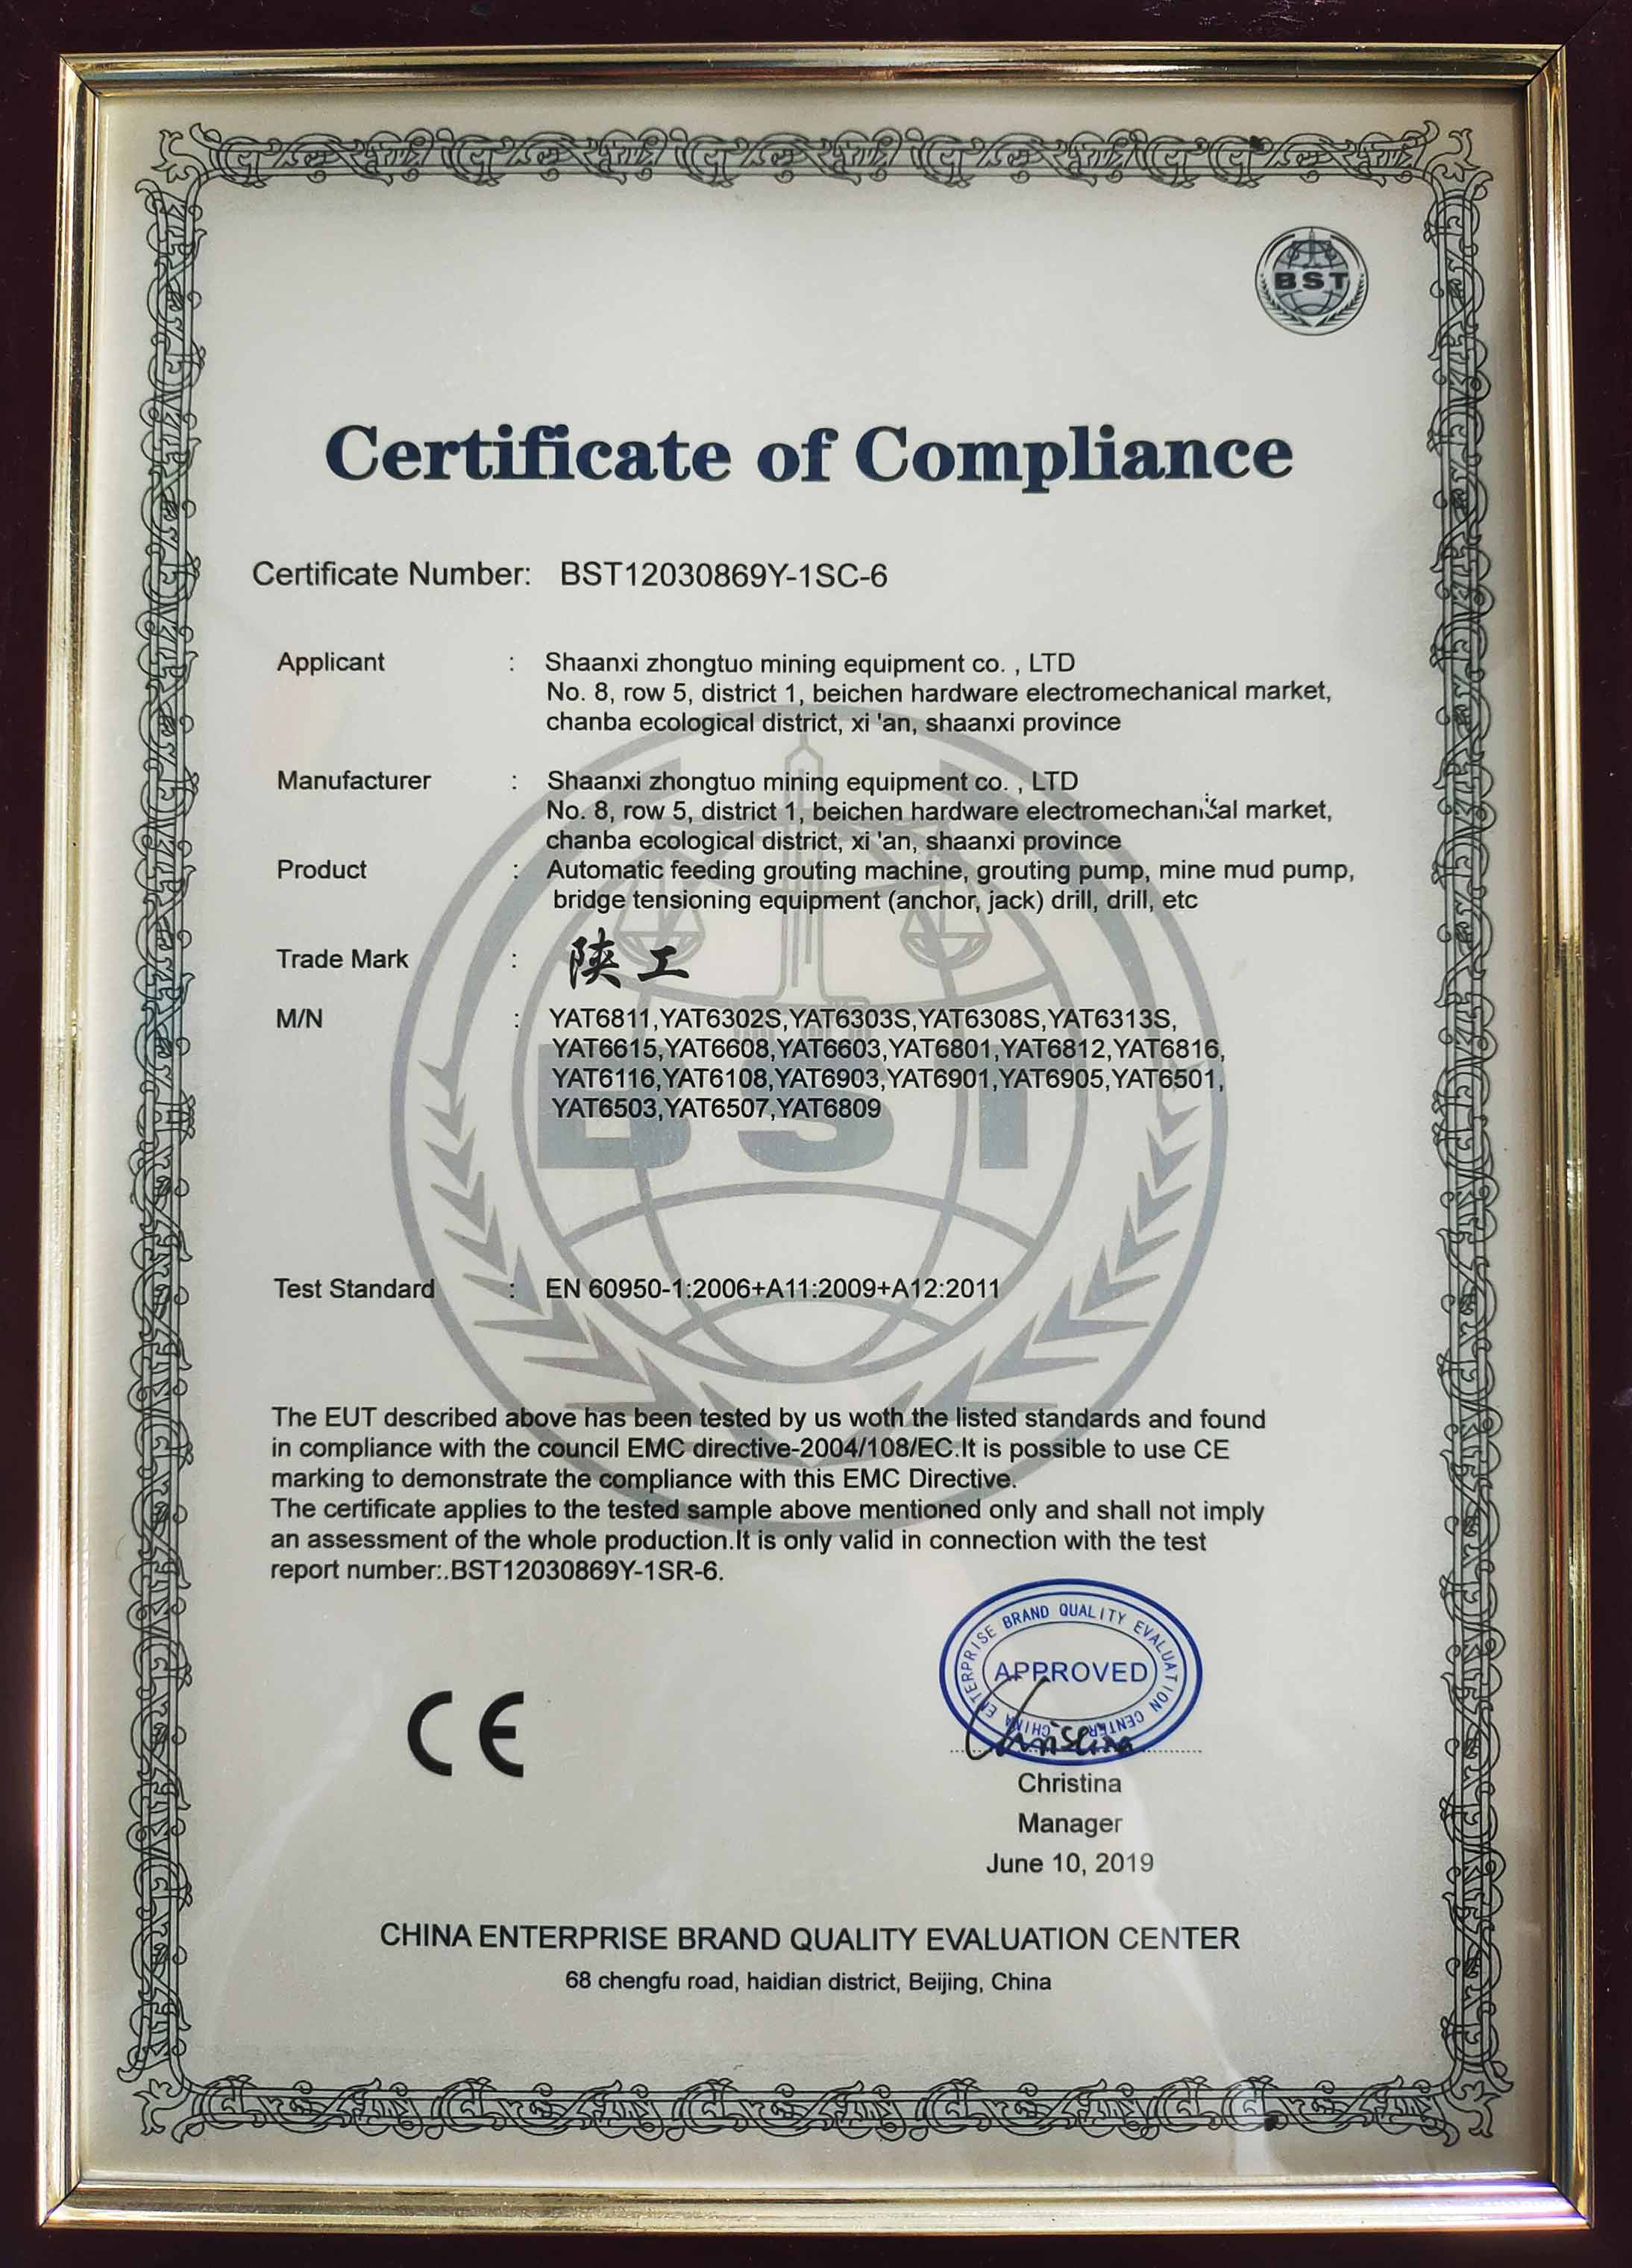 BST
Certificate of Compliance
Certificate Number: BST12030869Y-1SC-6
Applicant : Shaanxi zhongtuo mining equipment co. , LTD
No. 8, row 5, district 1, beichen hardware electromechanical market,
chanba ecological district, xi 'an, shaanxi province
Manufacturer : Shaanxi zhongtuo mining equipment co. , LTD
No. 8, row 5, district 1, beichen hardware electromechanical market,
chanba ecological district, xi 'an, shaanxi province
Product : Automatic feeding grouting machine, grouting pump, mine mud pump,
bridge tensioning equipment (anchor, jack) drill, drill, etc
Trade Mark : 陕工
M/N : YAT6811,YAT6302S,YAT6303S,YAT6308S,YAT6313S,
YAT6615,YAT6608,YAT6603,YAT6801,YAT6812,YAT6816,
YAT6116,YAT6108,YAT6903,YAT6901,YAT6905,YAT6501,
YAT6503,YAT6507,YAT6809
BST
Test Standard : EN 60950-1:2006+A11:2009+A12:2011
The EUT described above has been tested by us woth the listed standards and found
in compliance with the council EMC directive-2004/108/EC.It is possible to use CE
marking to demonstrate the compliance with this EMC Directive.
The certificate applies to the tested sample above mentioned only and shall not imply
an assessment of the whole production.It is only valid in connection with the test
report number:.BST12030869Y-1SR-6.
CHINA ENTERPRISE BRAND QUALITY EVALUATION CENTER
APPROVED
CE
Christina
Christina
Manager
June 10, 2019
CHINA ENTERPRISE BRAND QUALITY EVALUATION CENTER
68 chengfu road, haidian district, Beijing, China